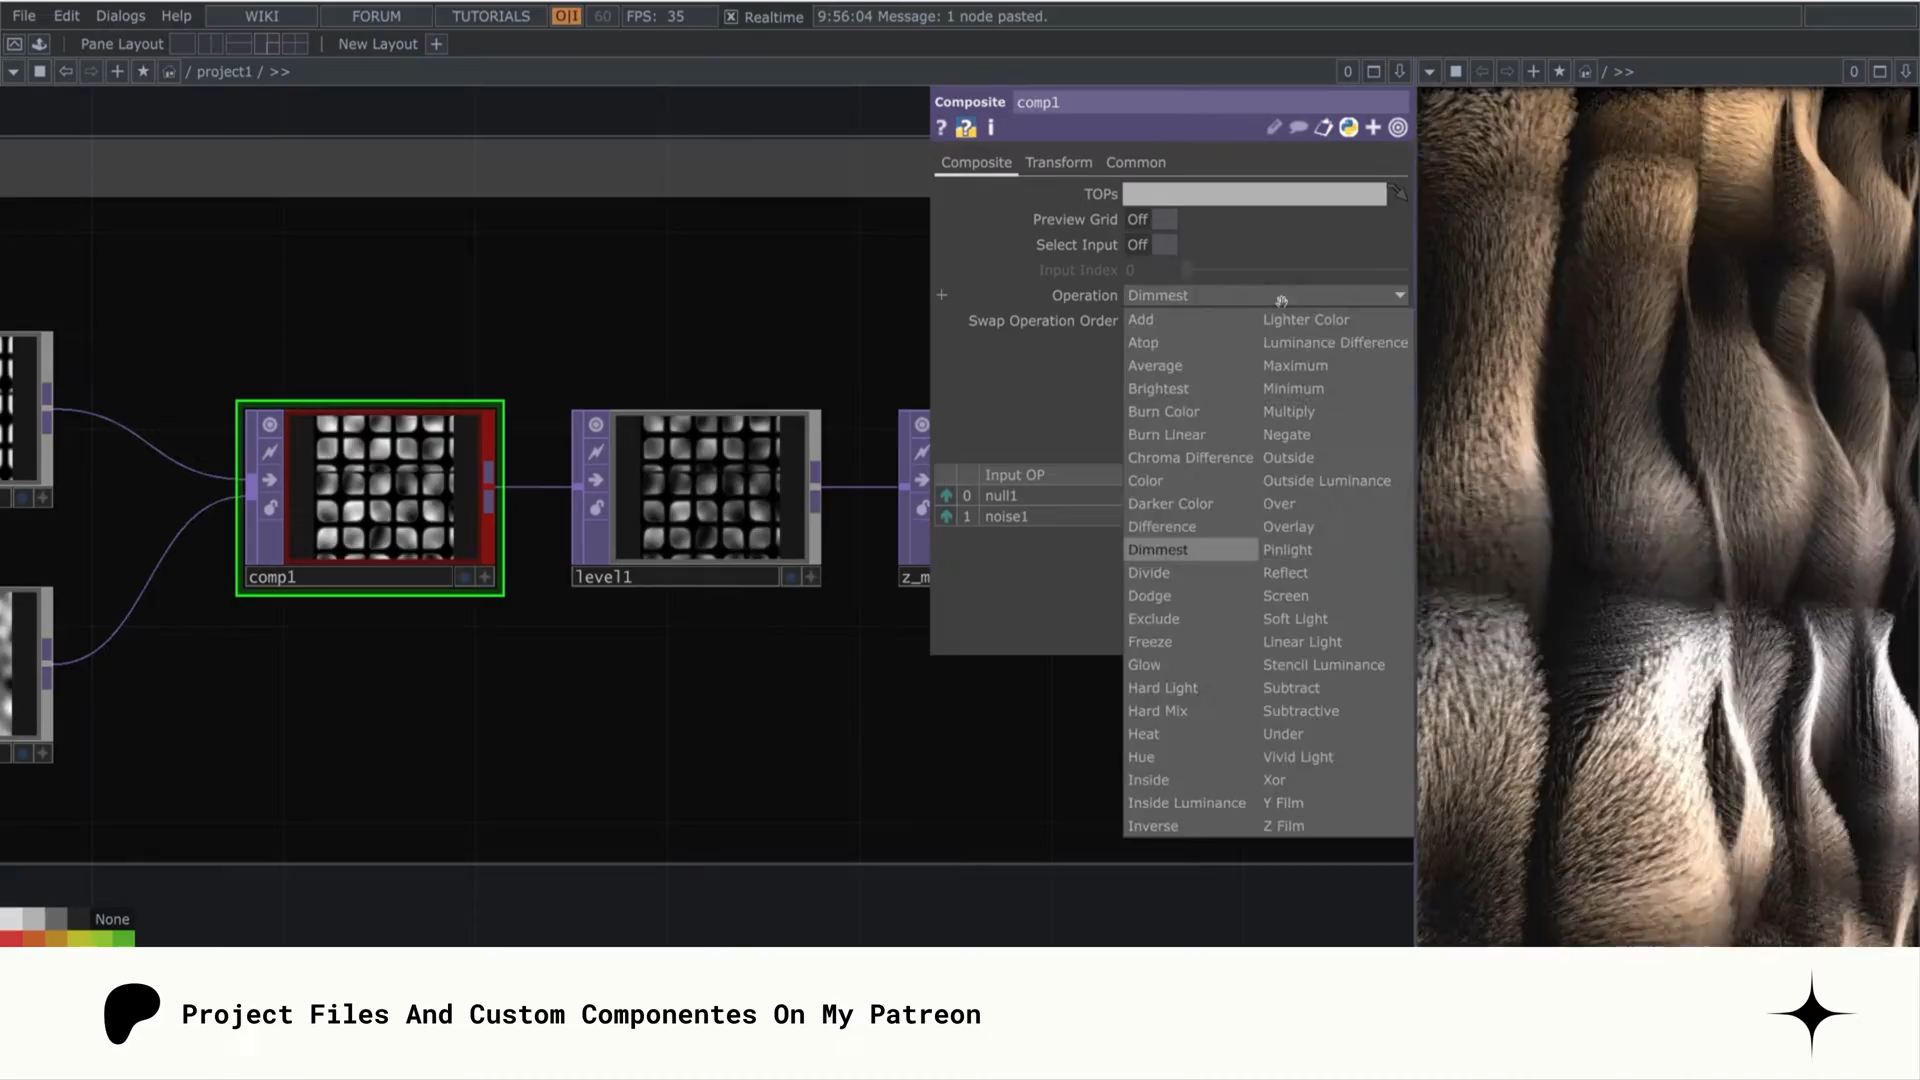 File Edit Dialogs Help WIKI FORUM TUTORIALS O|I 60 FPS: 35 Realtime 9:56:04 Message: 1 node pasted.
Pane Layout New Layout +
/ project1 / >> 0 / >> 0
Composite comp1
? ? i
Composite Transform Common
TOPs
Preview Grid Off
Select Input Off
Input Index 0
+ Operation Dimmest
Swap Operation Order
Add Lighter Color
Atop Luminance Difference
Average Maximum
Brightest Minimum
Burn Color Multiply
Burn Linear Negate
Chroma Difference Outside
Color Outside Luminance
Darker Color Over
Difference Overlay
Dimmest Pinlight
Divide Reflect
Dodge Screen
Exclude Soft Light
Freeze Linear Light
Glow Stencil Luminance
Hard Light Subtract
Hard Mix Subtractive
Heat Under
Hue Vivid Light
Inside Xor
Inside Luminance Y Film
Inverse Z Film
Input OP
0 null1
1 noise1
comp1 level1 z_m
None
Project Files And Custom Componentes On My Patreon